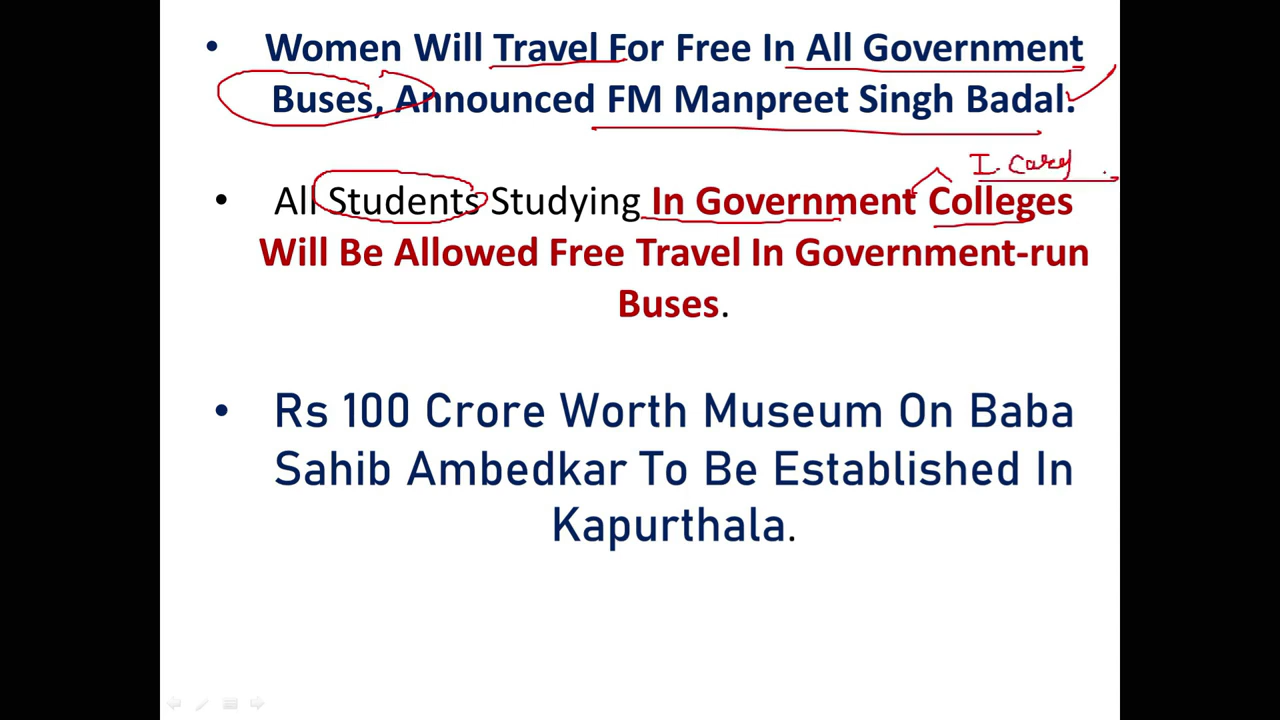 • Women Will Travel For Free In All Government
Buses, Announced FM Manpreet Singh Badal.
I. Card
• All Students Studying In Government Colleges
Will Be Allowed Free Travel In Government-run
Buses.
• Rs 100 Crore Worth Museum On Baba
Sahib Ambedkar To Be Established In
Kapurthala.